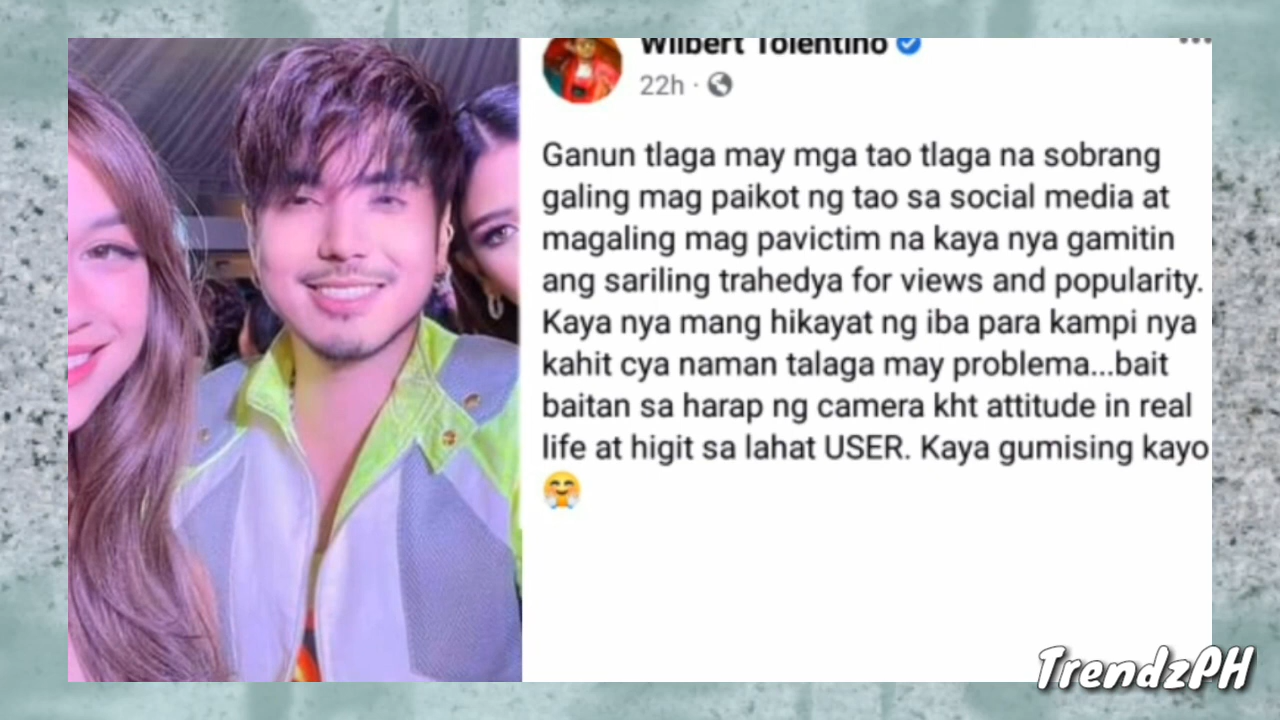 Wilbert Tolentino
22h ·
Ganun tlaga may mga tao tlaga na sobrang
galing mag paikot ng tao sa social media at
magaling mag pavictim na kaya nya gamitin
ang sariling trahedya for views and popularity.
Kaya nya mang hikayat ng iba para kampi nya
kahit cya naman talaga may problema...bait
baitan sa harap ng camera kht attitude in real
life at higit sa lahat USER. Kaya gumising kayo
🤗
TrendzPH